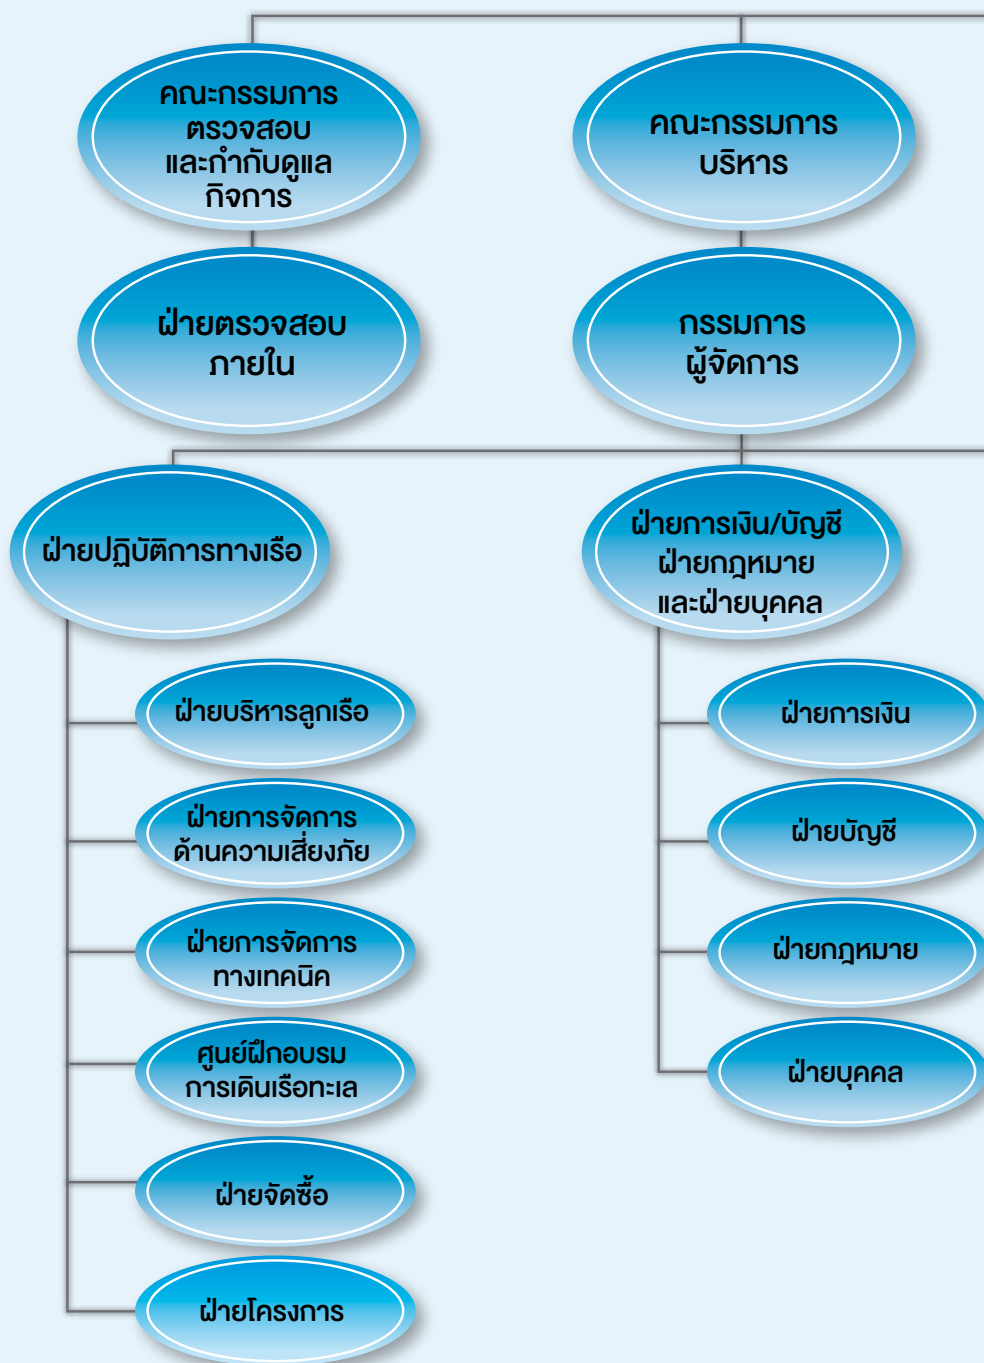 คณะกรรมการ
ตรวจสอบ
และกำกับดูแล
กิจการ
คณะกรรมการ
บริหาร
ฝ่ายตรวจสอบ
ภายใน
กรรมการ
ผู้จัดการ
ฝ่ายปฏิบัติการทางเรือ
ฝ่ายการเงิน/บัญชี
ฝ่ายกฎหมาย
และฝ่ายบุคคล
ฝ่ายบริหารลูกเรือ
ฝ่ายการจัดการ
ด้านความเสี่ยงภัย
ฝ่ายการจัดการ
ทางเทคนิค
ศูนย์ฝึกอบรม
การเดินเรือทะเล
ฝ่ายจัดซื้อ
ฝ่ายโครงการ
ฝ่ายการเงิน
ฝ่ายบัญชี
ฝ่ายกฎหมาย
ฝ่ายบุคคล